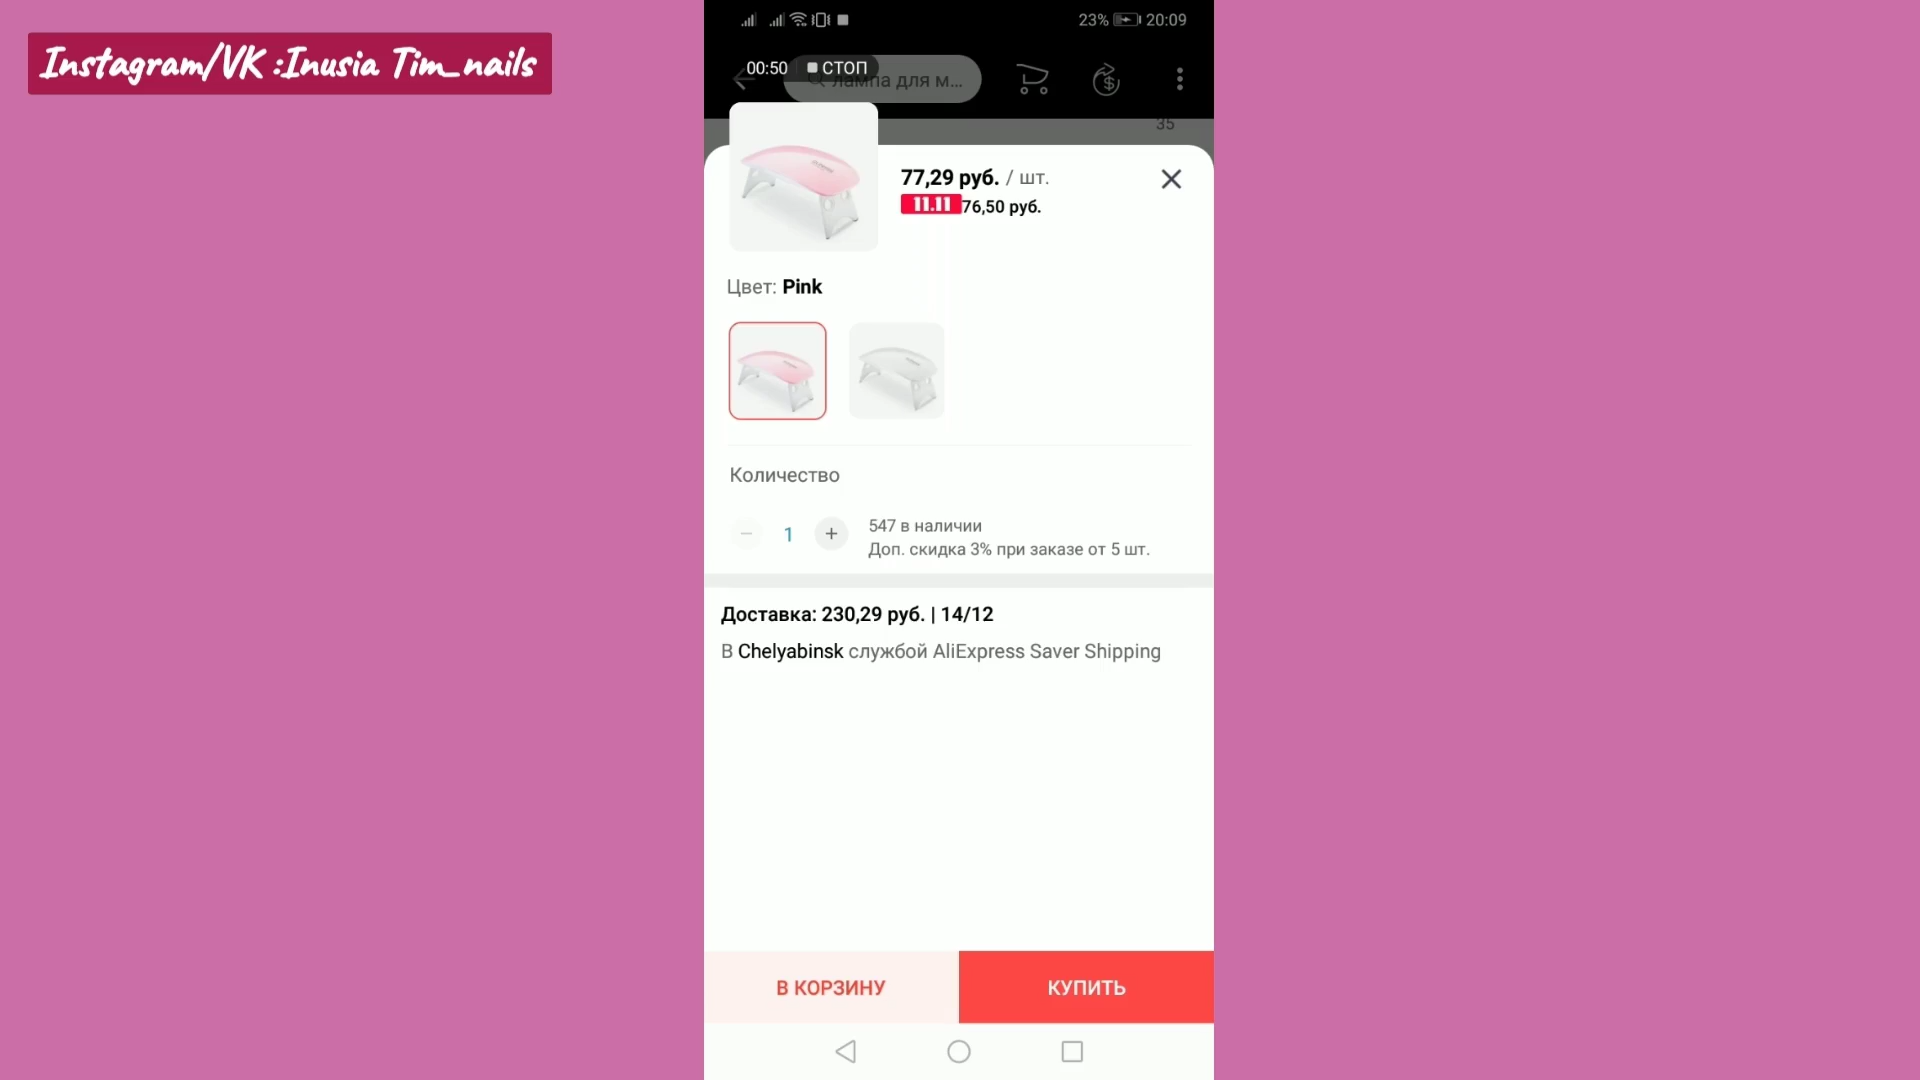 Instagram/VK :Inusia Tim_nails
23% 20:09
00:50 СТОП
лампа для м...
35
77,29 руб. / шт.
11.11 76,50 руб.
Цвет: Pink
Количество
1
547 в наличии
Доп. скидка 3% при заказе от 5 шт.
Доставка: 230,29 руб. | 14/12
В Chelyabinsk службой AliExpress Saver Shipping
В КОРЗИНУ
КУПИТЬ